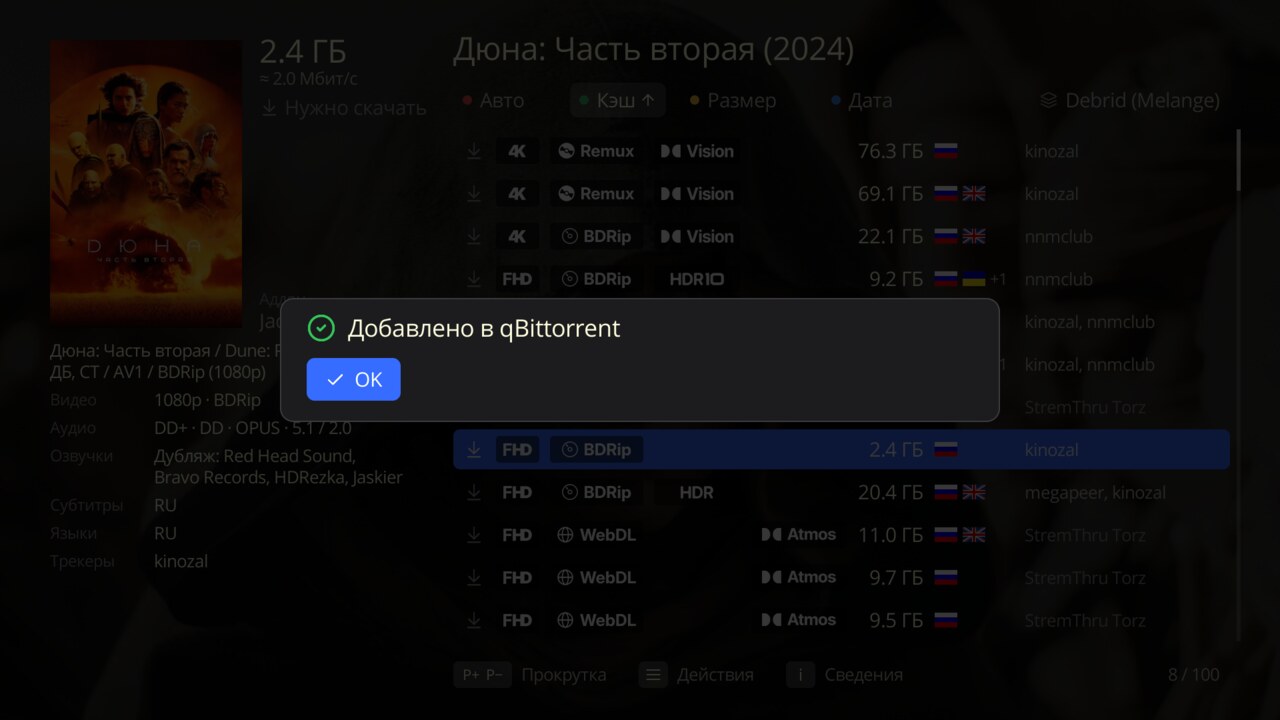 2.4 ГБ
≈ 2.0 Мбит/с
Нужно скачать
ДЮНА
ЧАСТЬ ВТОРАЯ
Дюна: Часть вторая / Dune:
ДБ, СТ / AV1 / BDRip (1080p)
Видео 1080p · BDRip
Аудио DD+ · DD · OPUS · 5.1 / 2.0
Озвучки Дубляж: Red Head Sound,
Bravo Records, HDRezka, Jaskier
Субтитры RU
Языки RU
Трекеры kinozal
Дюна: Часть вторая (2024)
Авто Кэш ↑ Размер Дата Debrid (Melange)
4K Remux Vision 76.3 ГБ kinozal
4K Remux Vision 69.1 ГБ kinozal
4K BDRip Vision 22.1 ГБ nnmclub
FHD BDRip HDR10 9.2 ГБ +1 nnmclub
kinozal, nnmclub
kinozal, nnmclub
StremThru Torz
Добавлено в qBittorrent
OK
FHD BDRip 2.4 ГБ kinozal
FHD BDRip HDR 20.4 ГБ megapeer, kinozal
FHD WebDL Atmos 11.0 ГБ StremThru Torz
FHD WebDL Atmos 9.7 ГБ StremThru Torz
FHD WebDL Atmos 9.5 ГБ StremThru Torz
P+ P− Прокрутка Действия i Сведения 8 / 100